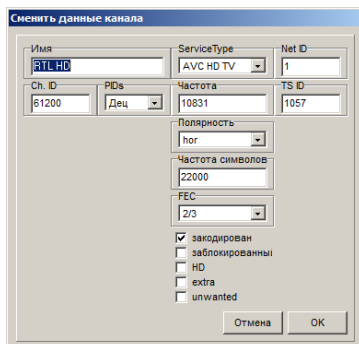 Сменить данные канала
Имя ServiceType Net ID
RTL HD AVC HD TV 1
Ch. ID PIDs Частота TS ID
61200 Дец 10831 1057
Полярность
hor
Частота символов
22000
FEC
2/3
закодирован
заблокированны
HD
extra
unwanted
Отмена OK